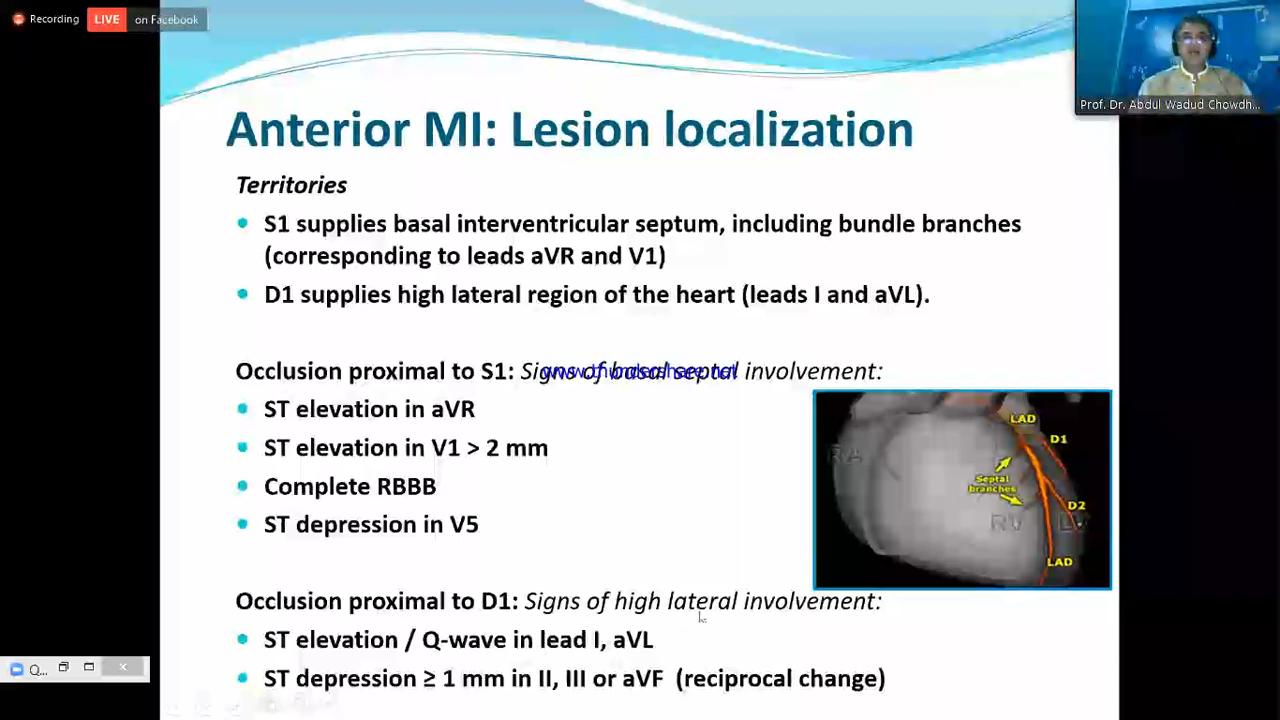 Recording
LIVE on Facebook
Prof. Dr. Abdul Wadud Chowdh...
Anterior MI: Lesion localization
Territories
S1 supplies basal interventricular septum, including bundle branches
(corresponding to leads aVR and V1)
D1 supplies high lateral region of the heart (leads I and aVL).
Occlusion proximal to S1: Signs of basal septal involvement:
www.thundershare.net
ST elevation in aVR
ST elevation in V1 > 2 mm
Complete RBBB
ST depression in V5
LAD
D1
RA
Septal
branches
D2
RV
LV
LAD
Occlusion proximal to D1: Signs of high lateral involvement:
ST elevation / Q-wave in lead I, aVL
ST depression ≥ 1 mm in II, III or aVF (reciprocal change)
Q...